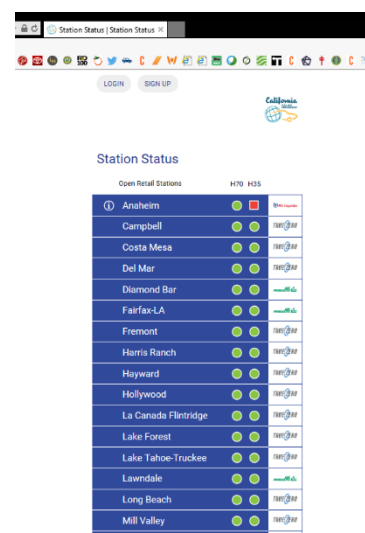 Station Status | Station Status ×
LOGIN SIGN UP
California
Station Status
Open Retail Stations H70 H35
Anaheim
Campbell
Costa Mesa
Del Mar
Diamond Bar
Fairfax-LA
Fremont
Harris Ranch
Hayward
Hollywood
La Canada Flintridge
Lake Forest
Lake Tahoe-Truckee
Lawndale
Long Beach
Mill Valley